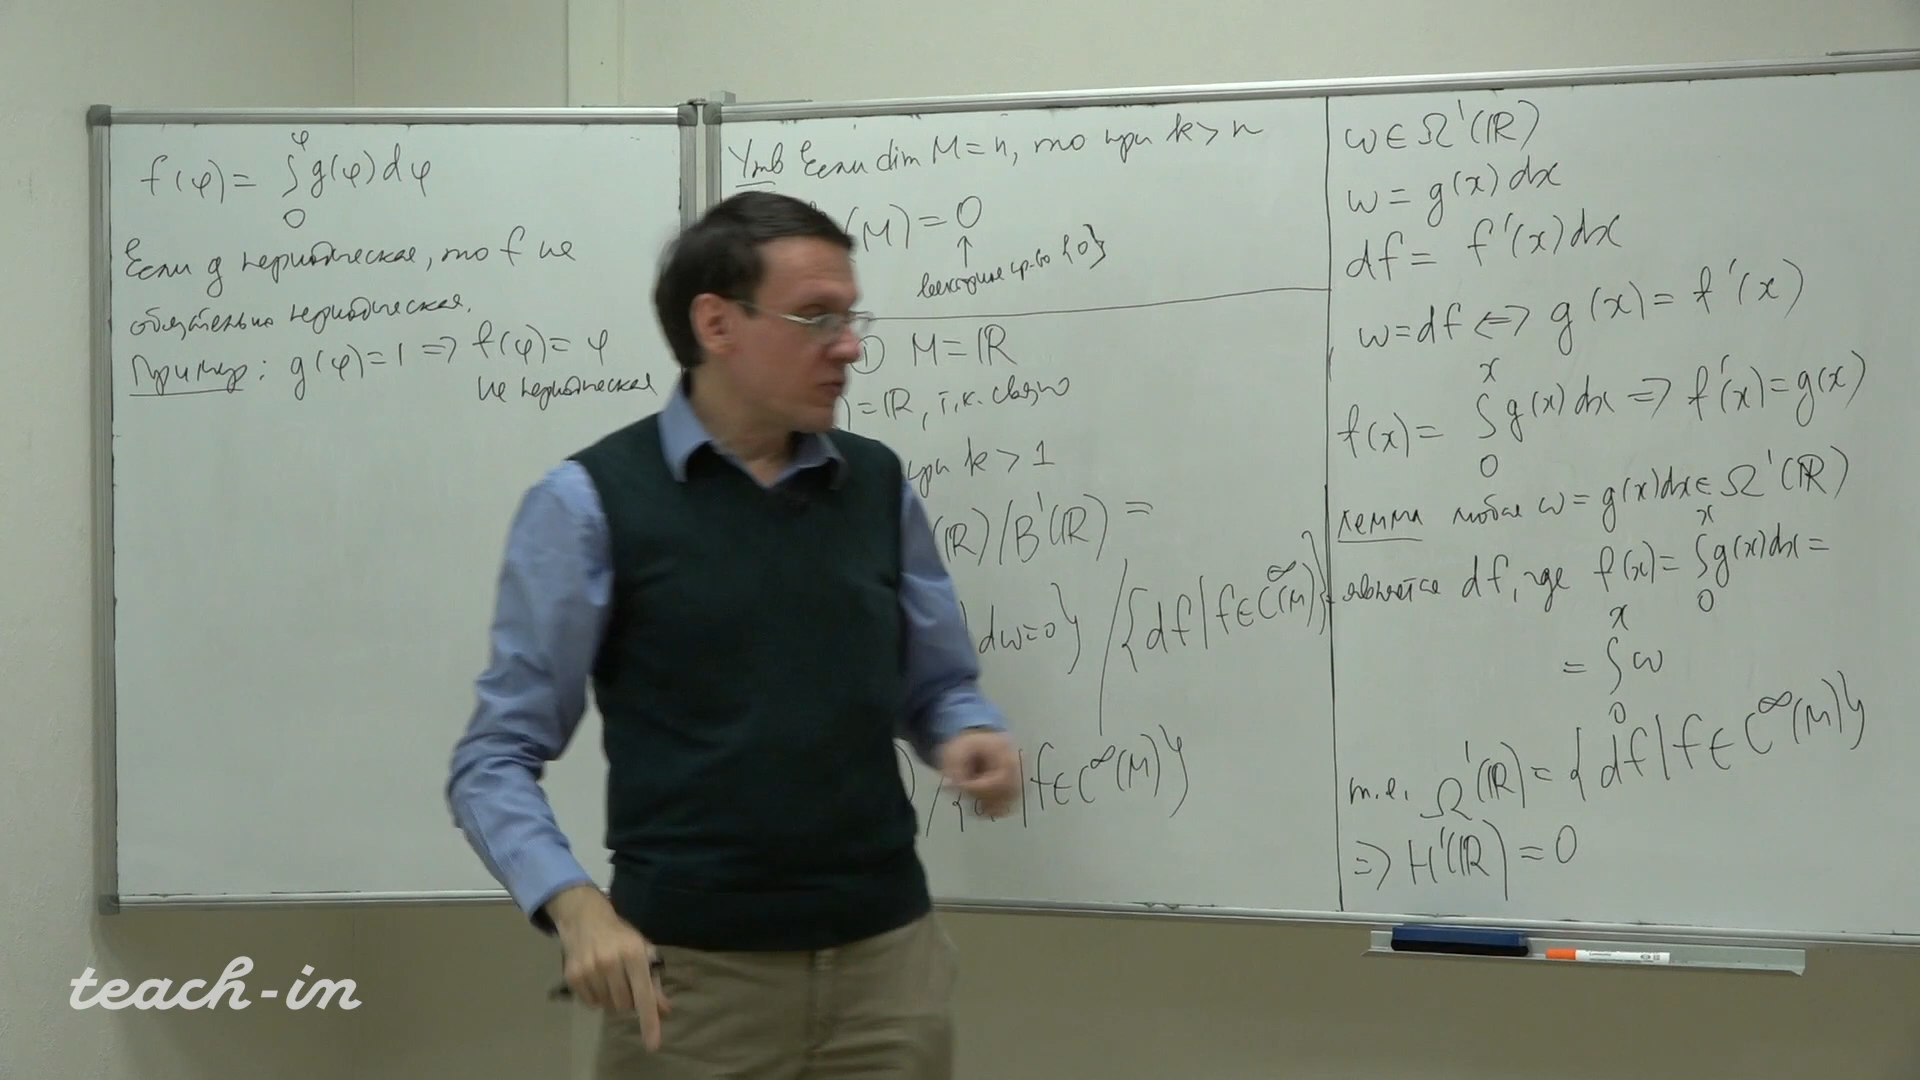 f(φ) = ∫₀^φ g(φ) dφ
Если g периодическая, то f не
обязательно периодическая.
Пример: g(φ)=1 => f(φ) = φ
не периодическая
Утв Если dim M = n, то при k > n
(M) = 0
↑
векторное пр-во {0}
① M = ℝ
) = ℝ, т.к. связно
при k > 1
(ℝ)/B¹(ℝ) =
| dω=0} / {df | f∈C^∞(M)}
) / {df | f∈C^∞(M)}
ω ∈ Ω¹(ℝ)
ω = g(x) dx
df = f'(x) dx
ω = df <=> g(x) = f'(x)
f(x) = ∫₀^x g(x) dx => f'(x) = g(x)
Лемма любая ω = g(x)dx ∈ Ω¹(ℝ)
является df, где f(x) = ∫₀^x g(x)dx =
= ∫₀^x ω
т.е. Ω¹(ℝ) = {df | f ∈ C^∞(M)}
=> H¹(ℝ) = 0
teach-in